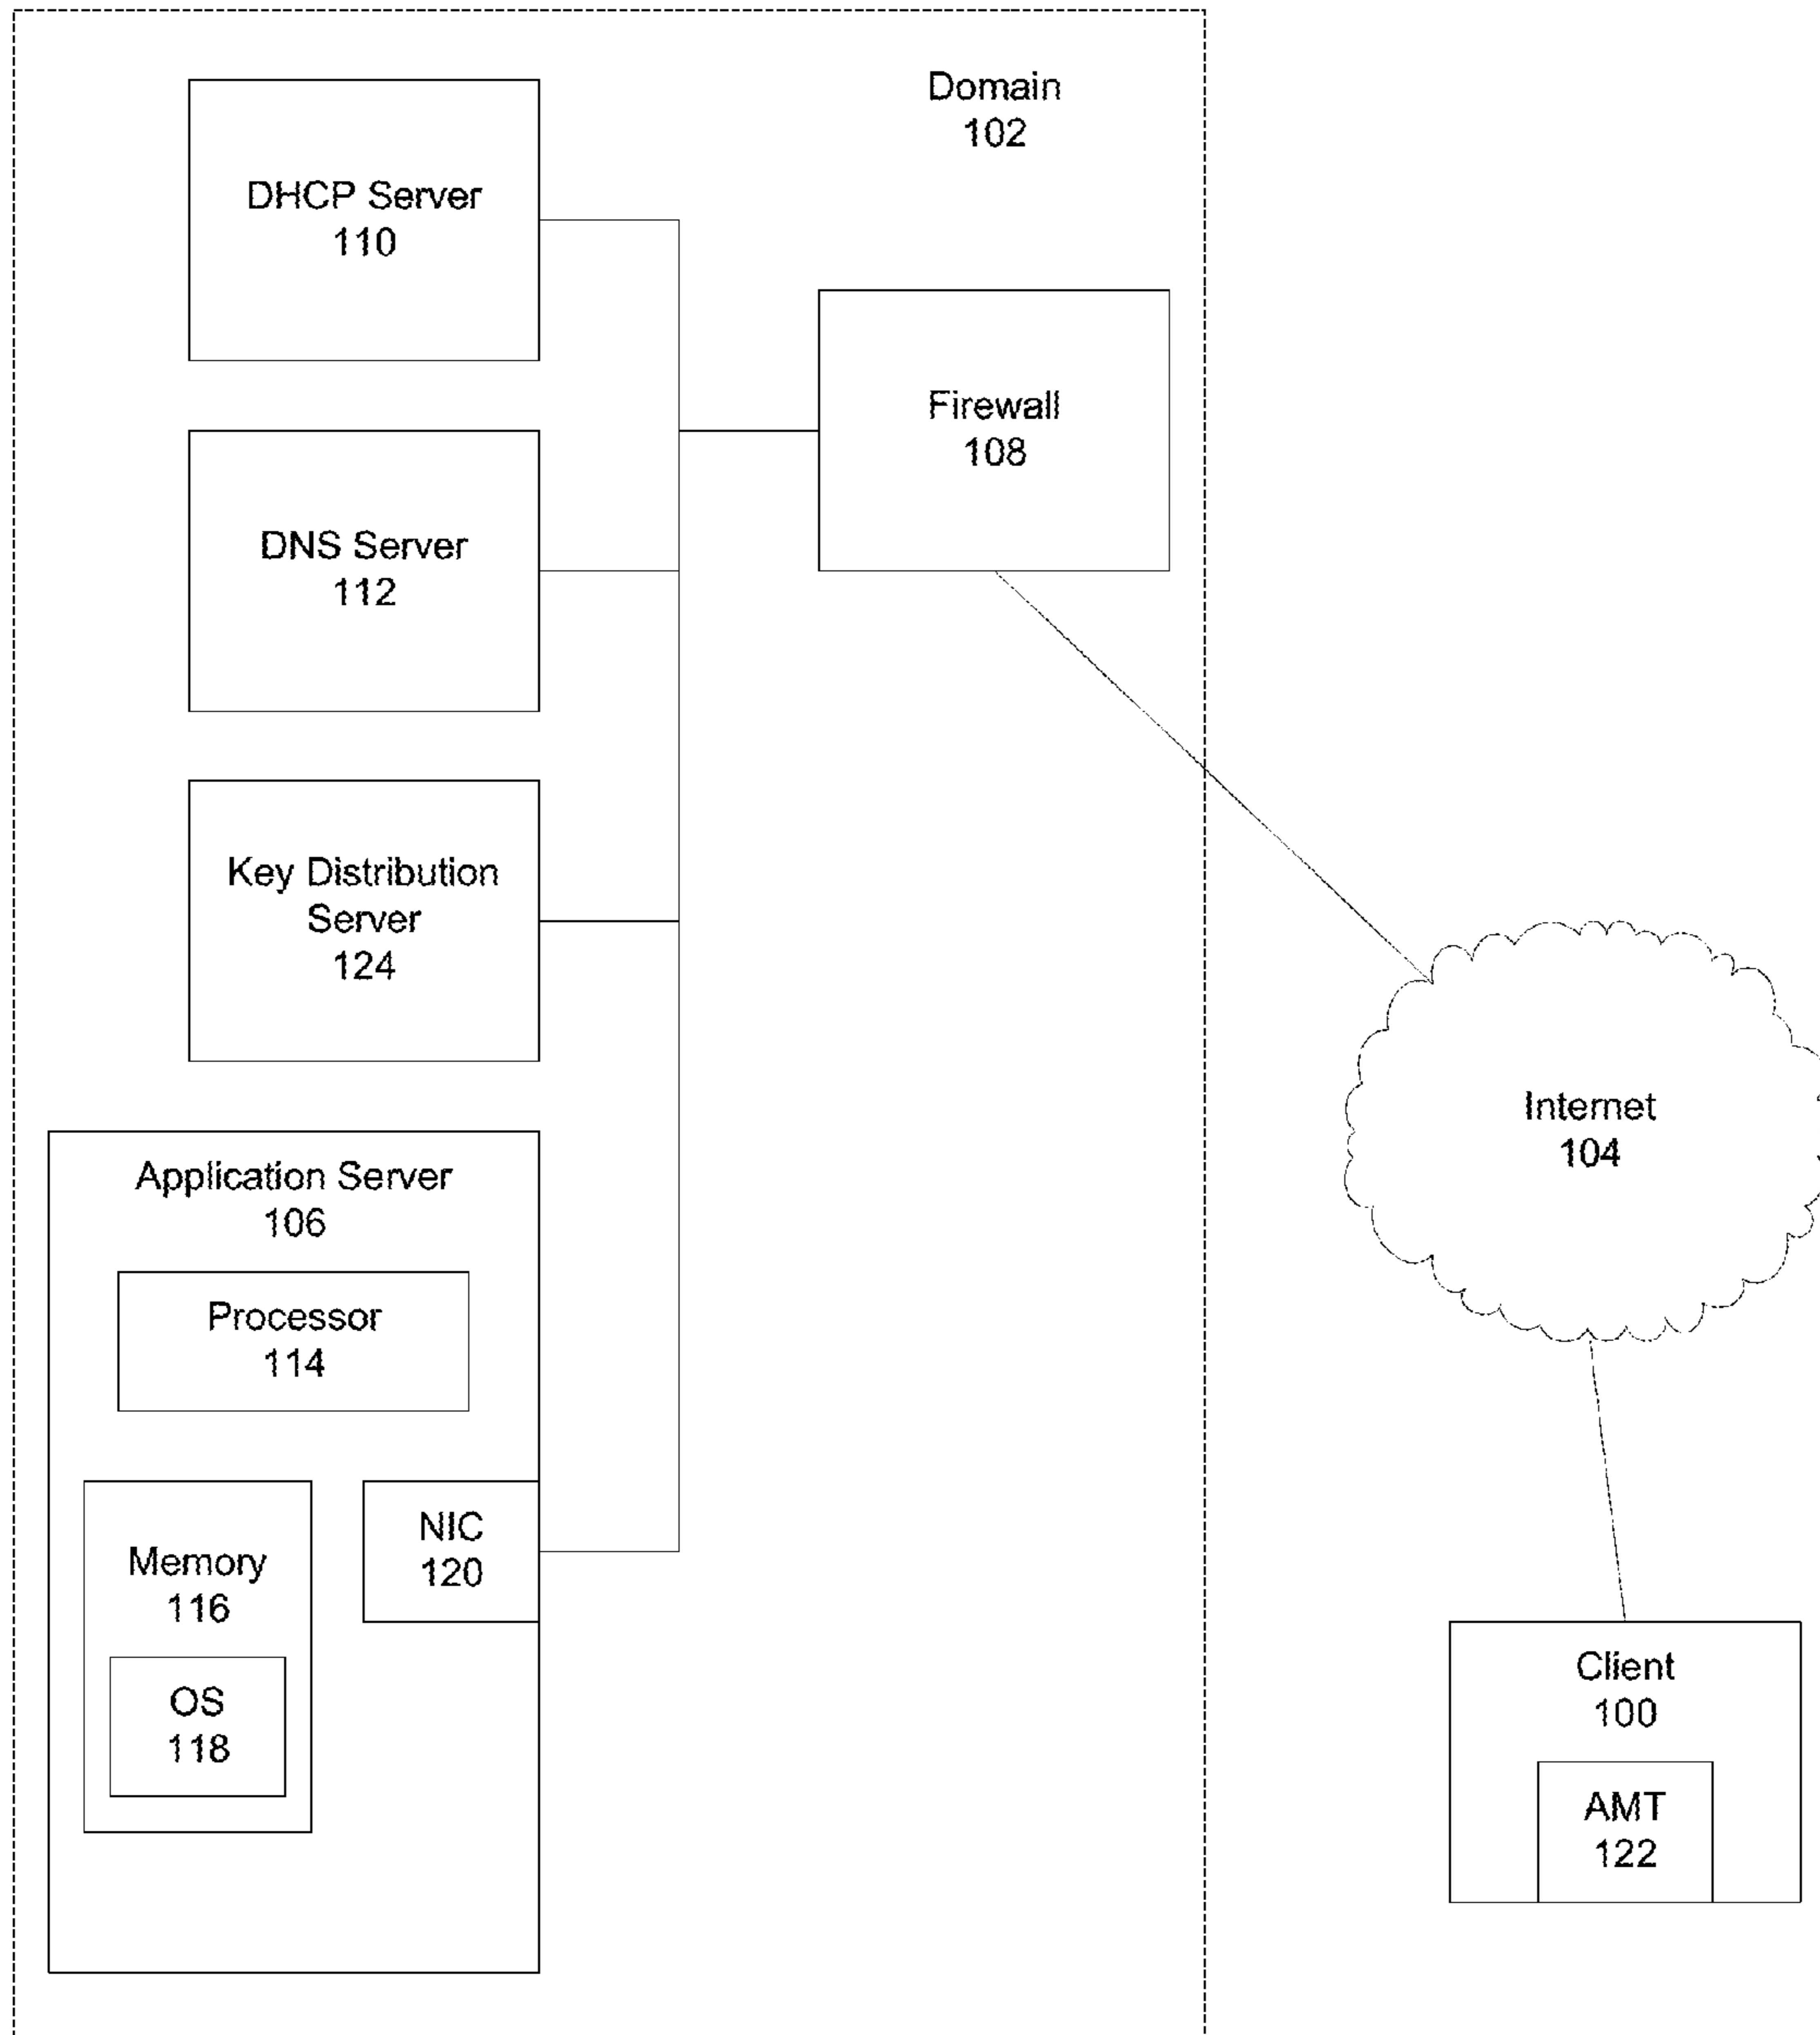 Domain
102
DHCP Server
110
Firewall
108
DNS Server
112
Key Distribution
Server
124
Internet
104
Application Server
106
Processor
114
NIC
120
Memory
116
OS
118
Client
100
AMT
122